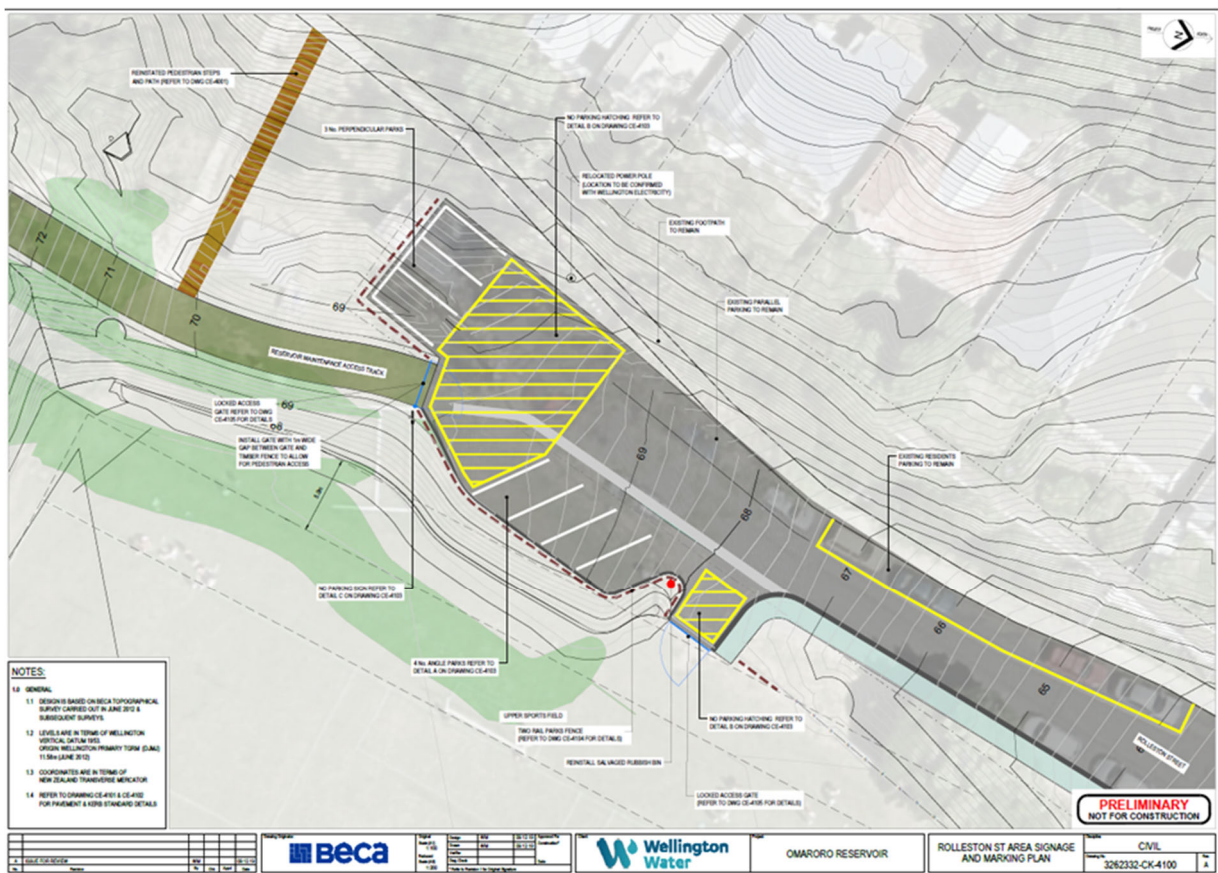 REINSTATED PEDESTRIAN STEPS
AND PATH (REFER TO DWG CE-4601)
3 No. PERPENDICULAR PARKS
NO PARKING HATCHING REFER TO
DETAIL B ON DRAWING CE-4103
RELOCATED POWER POLE
(LOCATION TO BE CONFIRMED
WITH WELLINGTON ELECTRICITY)
EXISTING FOOTPATH
TO REMAIN
EXISTING PARALLEL
PARKING TO REMAIN
EXISTING RESIDENTS
PARKING TO REMAIN
72
71
70
69
69
68
69
68
67
66
65
RESERVOIR MAINTENANCE ACCESS TRACK
LOCKED ACCESS
GATE REFER TO DWG
CE-4105 FOR DETAILS
INSTALL GATE WITH 1m WIDE
GAP BETWEEN GATE AND
TIMBER FENCE TO ALLOW
FOR PEDESTRIAN ACCESS
NO PARKING SIGN REFER TO
DETAIL C ON DRAWING CE-4103
4 No. ANGLE PARKS REFER TO
DETAIL A ON DRAWING CE-4103
UPPER SPORTS FIELD
TWO RAIL PARKS FENCE
(REFER TO DWG CE-4104 FOR DETAILS)
REINSTALL SALVAGED RUBBISH BIN
NO PARKING HATCHING REFER TO
DETAIL B ON DRAWING CE-4103
LOCKED ACCESS GATE
(REFER TO DWG CE-4105 FOR DETAILS)
ROLLESTON STREET
NOTES:
1.0 GENERAL
1.1 DESIGN IS BASED ON BECA TOPOGRAPHICAL
SURVEY CARRIED OUT IN JUNE 2012 &
SUBSEQUENT SURVEYS.
1.2 LEVELS ARE IN TERMS OF WELLINGTON
VERTICAL DATUM 1953.
ORIGIN: WELLINGTON PRIMARY
(JUNE 2012)
1.3 COORDINATES ARE IN TERMS OF
NEW ZEALAND TRANSVERSE MERCATOR
1.4 REFER TO DRAWING CE-4101 & CE-4102
FOR PAVEMENT & KERB STANDARD DETAILS
PRELIMINARY
NOT FOR CONSTRUCTION
A ISSUE FOR REVIEW
BECA
Wellington
Water
OMARORO RESERVOIR
ROLLESTON ST AREA SIGNAGE
AND MARKING PLAN
CIVIL
3262332-CK-4100
A